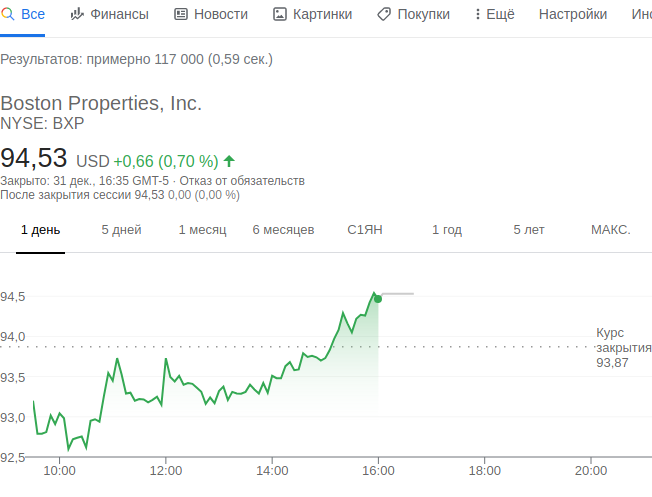 Все Финансы Новости Картинки Покупки Ещё Настройки Инс
Результатов: примерно 117 000 (0,59 сек.)
Boston Properties, Inc.
NYSE: BXP
94,53 USD +0,66 (0,70 %)
Закрыто: 31 дек., 16:35 GMT-5 · Отказ от обязательств
После закрытия сессии 94,53 0,00 (0,00 %)
1 день 5 дней 1 месяц 6 месяцев С1ЯН 1 год 5 лет МАКС.
94,5
94,0
93,5
93,0
92,5
Курс
закрытия
93,87
10:00 12:00 14:00 16:00 18:00 20:00